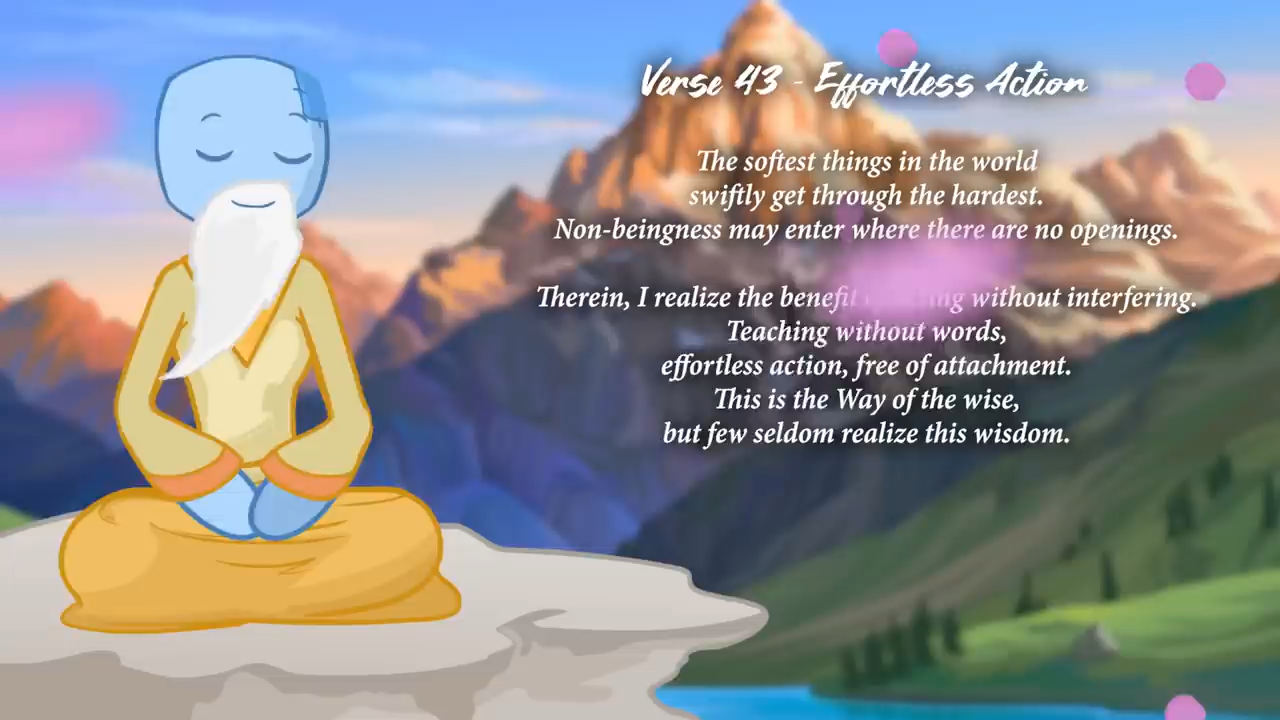 Verse 43 - Effortless Action
The softest things in the world
swiftly get through the hardest.
Non-beingness may enter where there are no openings.
Therein, I realize the benefit without interfering.
Teaching without words,
effortless action, free of attachment.
This is the Way of the wise,
but few seldom realize this wisdom.